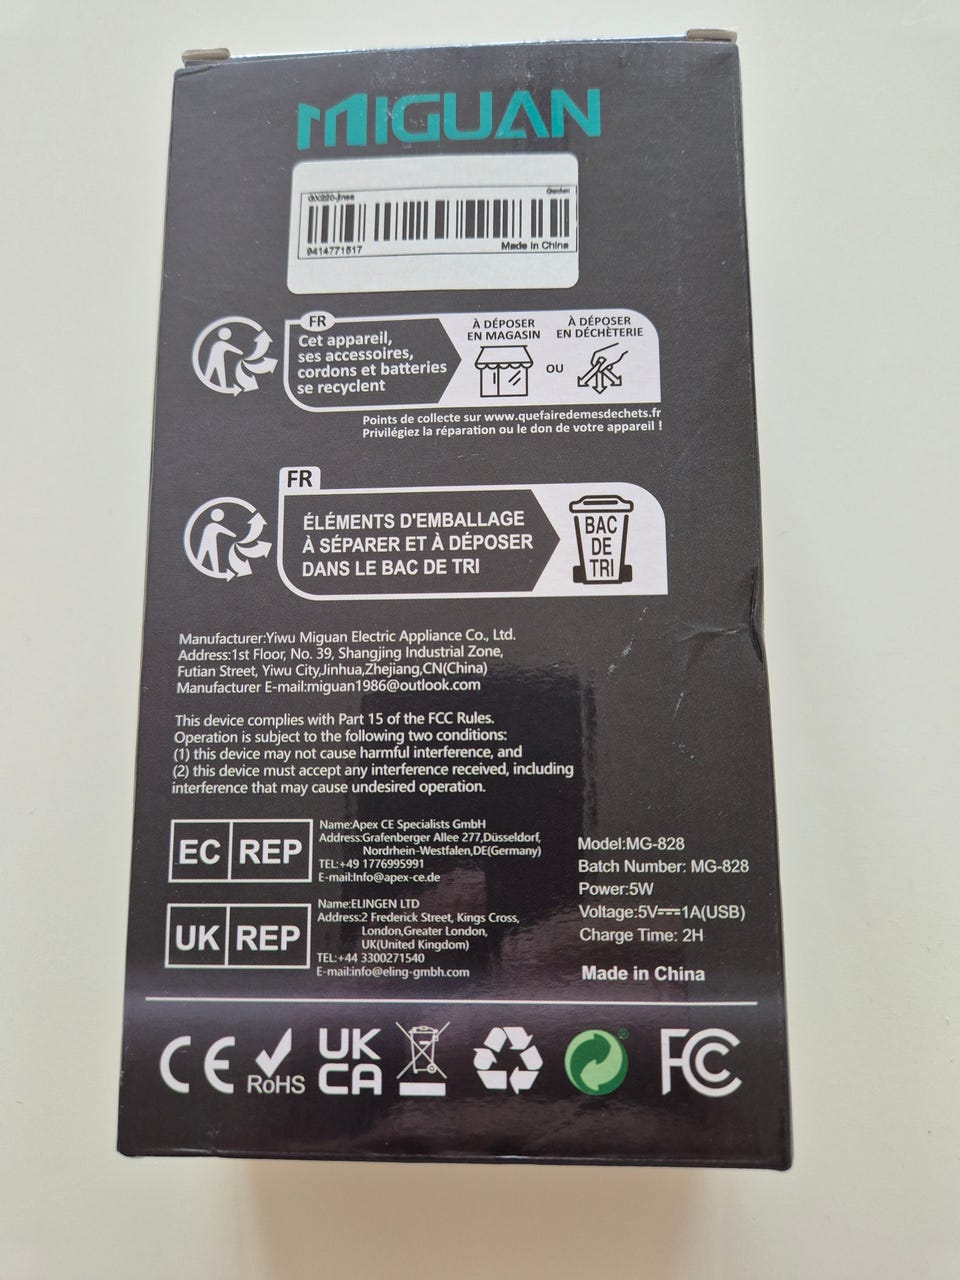 MIGUAN
Garden
9414771517
Made in China
FR
Cet appareil,
ses accessoires,
cordons et batteries
se recyclent
À DÉPOSER
EN MAGASIN
OU
À DÉPOSER
EN DÉCHÈTERIE
Points de collecte sur www.quefairedemesdechets.fr
Privilégiez la réparation ou le don de votre appareil !
FR
ÉLÉMENTS D'EMBALLAGE
À SÉPARER ET À DÉPOSER
DANS LE BAC DE TRI
BAC
DE
TRI
Manufacturer:Yiwu Miguan Electric Appliance Co., Ltd.
Address:1st Floor, No. 39, Shangjing Industrial Zone,
Futian Street, Yiwu City,Jinhua,Zhejiang,CN(China)
Manufacturer E-mail:miguan1986@outlook.com
This device complies with Part 15 of the FCC Rules.
Operation is subject to the following two conditions:
(1) this device may not cause harmful interference, and
(2) this device must accept any interference received, including
interference that may cause undesired operation.
EC REP
Name:Apex CE Specialists GmbH
Address:Grafenberger Allee 277,Düsseldorf,
Nordrhein-Westfalen,DE(Germany)
TEL:+49 1776995991
E-mail:Info@apex-ce.de
UK REP
Name:ELINGEN LTD
Address:2 Frederick Street, Kings Cross,
London,Greater London,
UK(United Kingdom)
TEL:+44 3300271540
E-mail:info@eling-gmbh.com
Model:MG-828
Batch Number: MG-828
Power:5W
Voltage:5V⎓1A(USB)
Charge Time: 2H
Made in China
CE
RoHS
UK
CA
®
FC